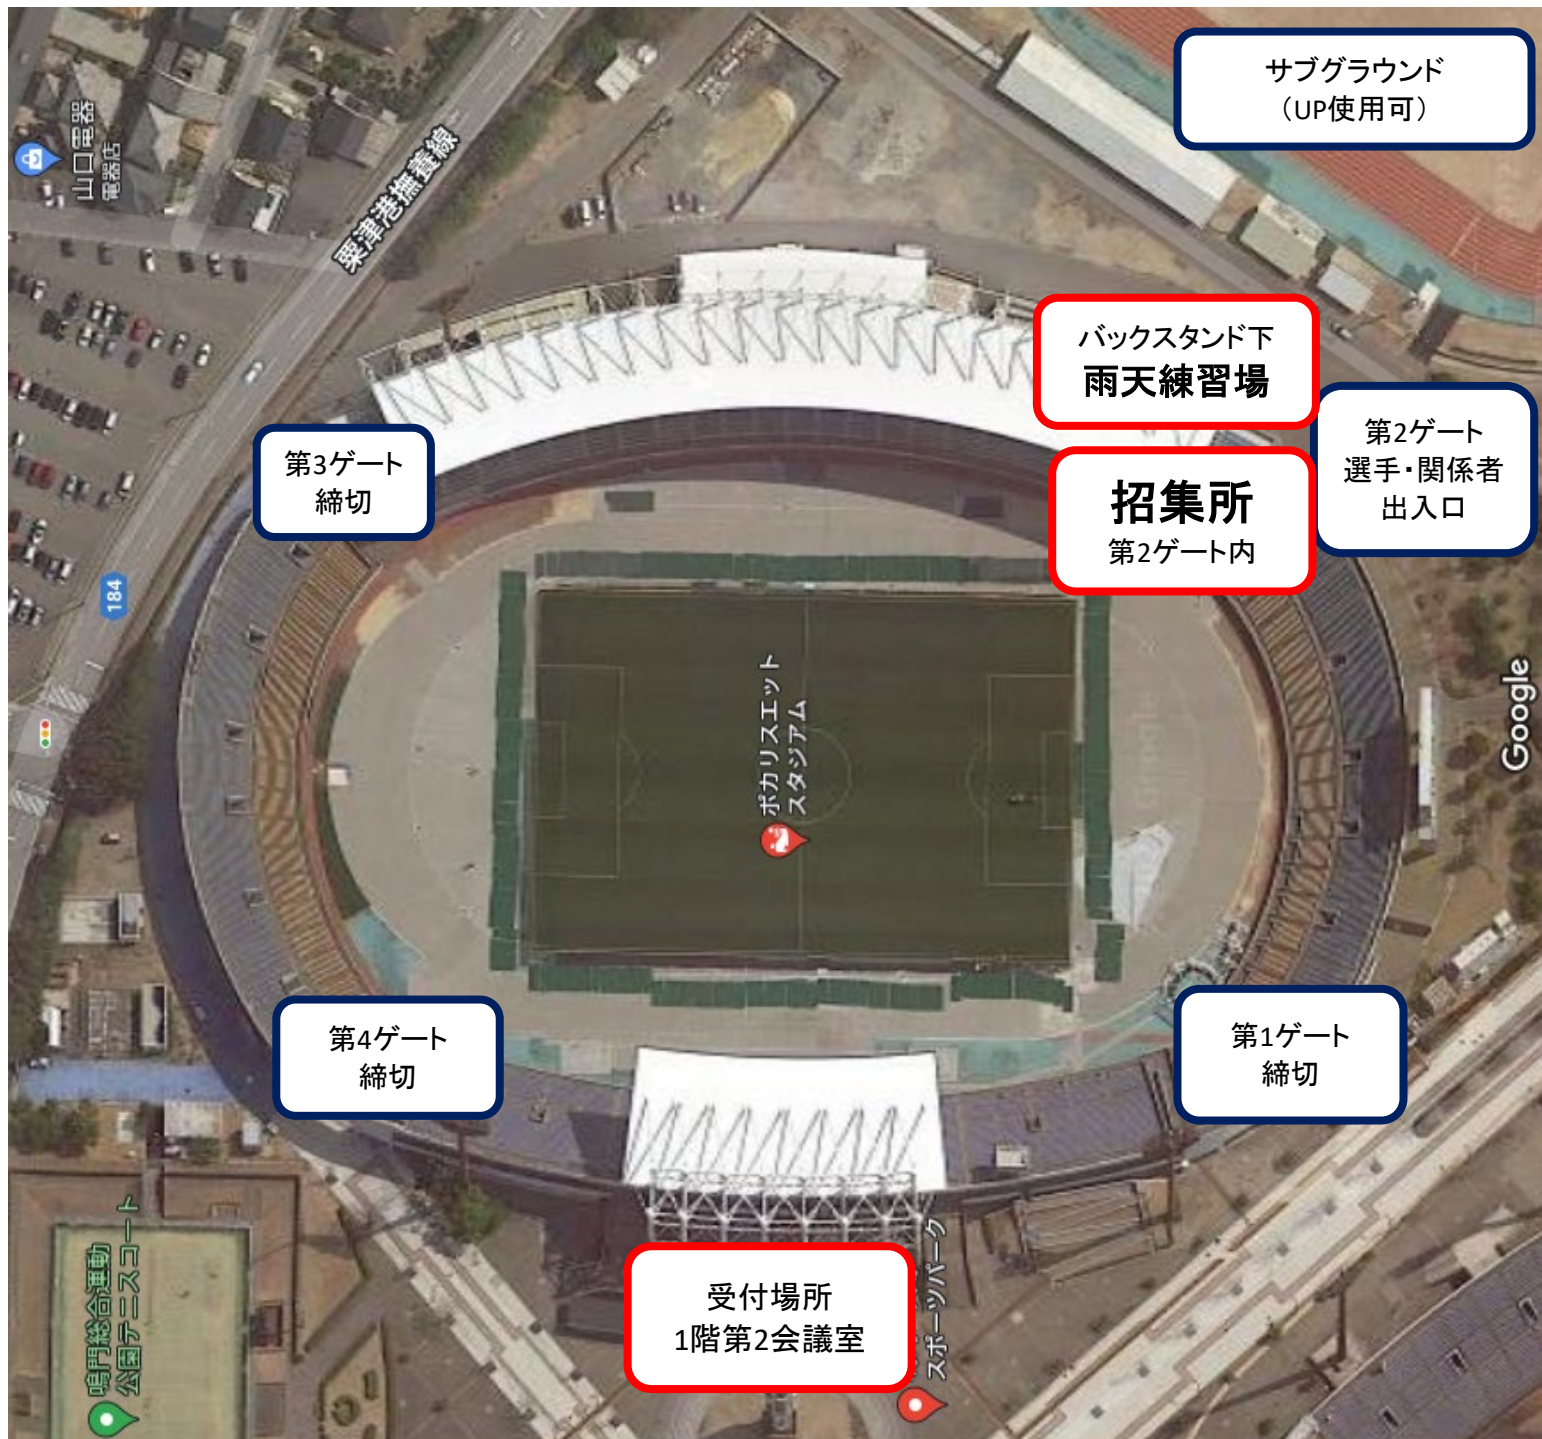 サブグラウンド
（UP使用可）
山口電器
電器店
粟津港撫養線
バックスタンド下
雨天練習場
第2ゲート
選手・関係者
出入口
第3ゲート
締切
招集所
第2ゲート内
184
ポカリスエット
スタジアム
Google
第4ゲート
締切
第1ゲート
締切
鳴門総合運動
公園テニスコート
受付場所
1階第2会議室
スポーツパーク